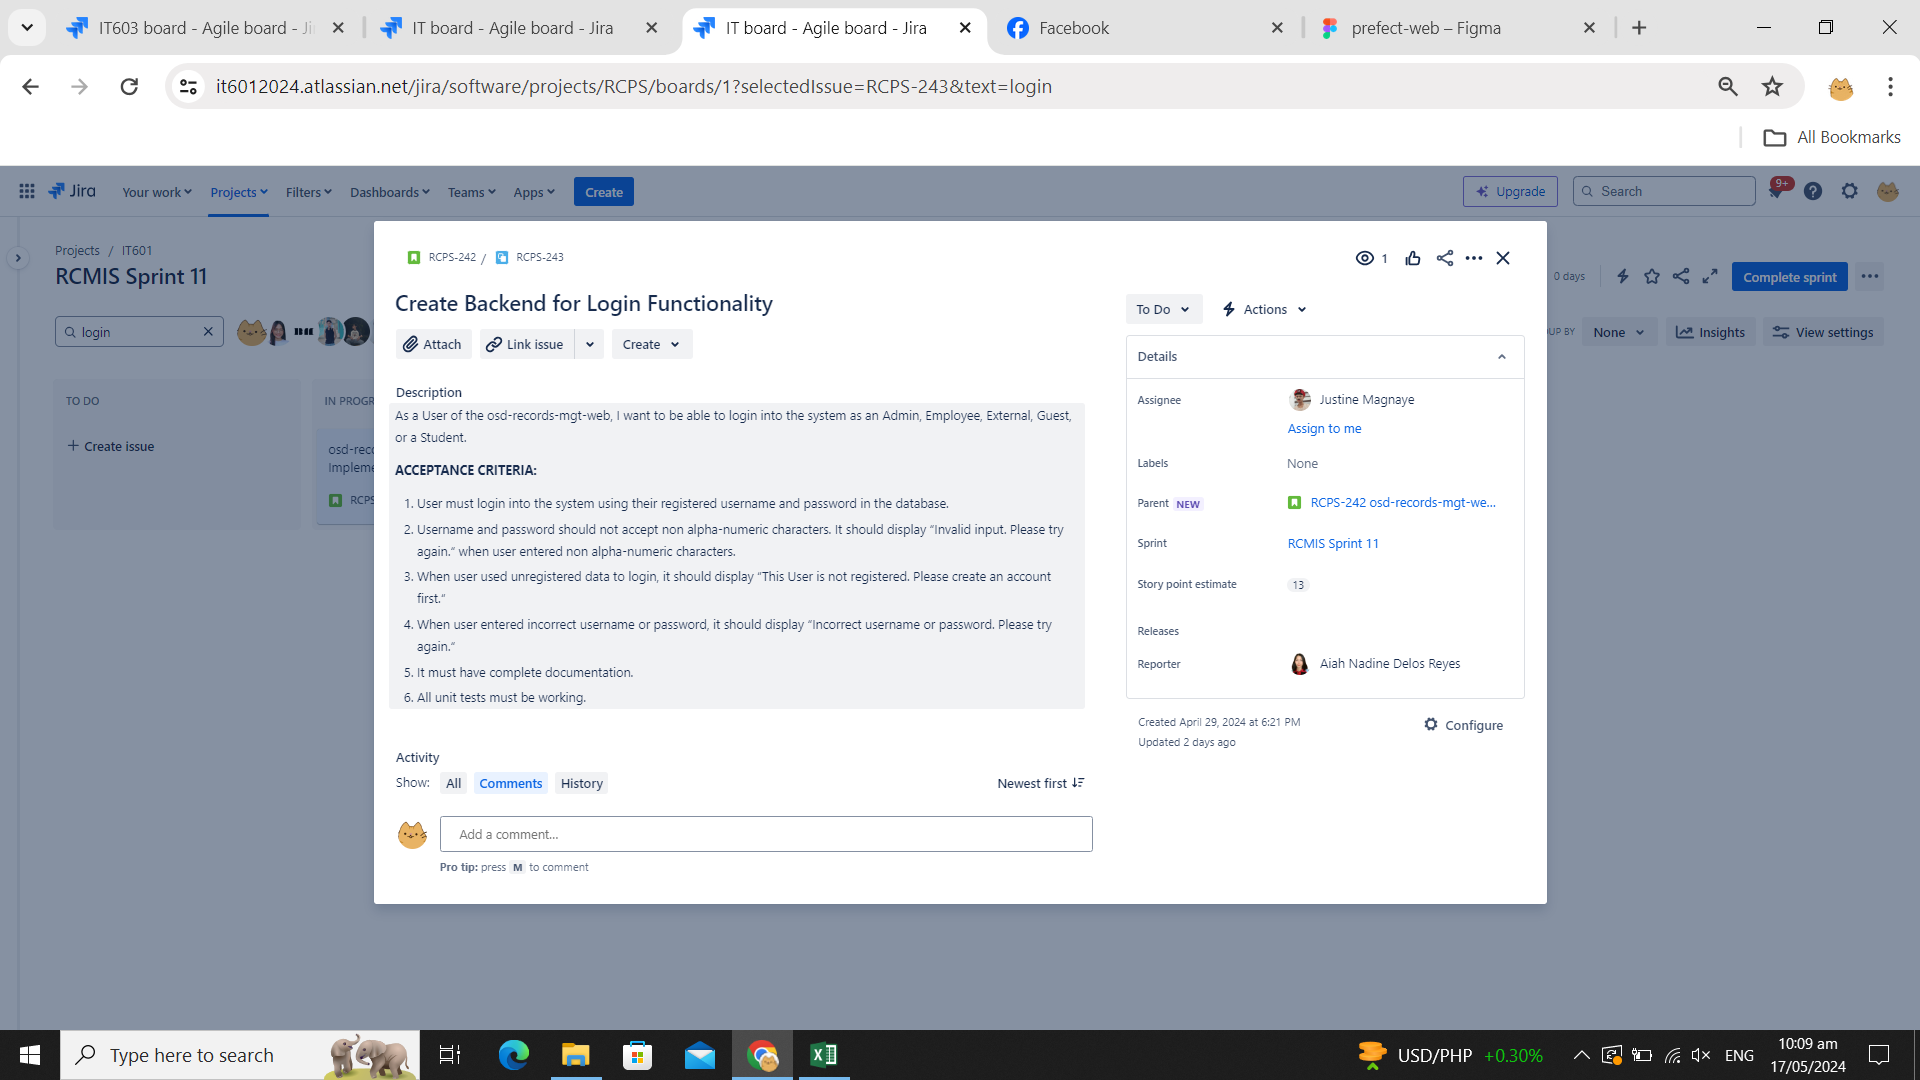 IT603 board - Agile board - Ji
IT board - Agile board - Jira
IT board - Agile board - Jira
Facebook
prefect-web – Figma
it6012024.atlassian.net/jira/software/projects/RCPS/boards/1?selectedIssue=RCPS-243&text=login
All Bookmarks
Jira
Your work
Projects
Filters
Dashboards
Teams
Apps
Create
Upgrade
Search
9+
Projects / IT601
RCMIS Sprint 11
0 days
Complete sprint
login
UP BY
None
Insights
View settings
TO DO
IN PROGR
+ Create issue
osd-reco
Impleme
RCPS
RCPS-242 / RCPS-243
1
Create Backend for Login Functionality
Attach
Link issue
Create
Description
As a User of the osd-records-mgt-web, I want to be able to login into the system as an Admin, Employee, External, Guest,
or a Student.
ACCEPTANCE CRITERIA:
1. User must login into the system using their registered username and password in the database.
2. Username and password should not accept non alpha-numeric characters. It should display “Invalid input. Please try
again.” when user entered non alpha-numeric characters.
3. When user used unregistered data to login, it should display “This User is not registered. Please create an account
first.”
4. When user entered incorrect username or password, it should display “Incorrect username or password. Please try
again.”
5. It must have complete documentation.
6. All unit tests must be working.
Activity
Show: All Comments History
Newest first
Add a comment...
Pro tip: press M to comment
To Do
Actions
Details
Assignee
Justine Magnaye
Assign to me
Labels
None
Parent NEW
RCPS-242 osd-records-mgt-we...
Sprint
RCMIS Sprint 11
Story point estimate
13
Releases
Reporter
Aiah Nadine Delos Reyes
Created April 29, 2024 at 6:21 PM
Updated 2 days ago
Configure
Type here to search
USD/PHP +0.30%
ENG
10:09 am
17/05/2024